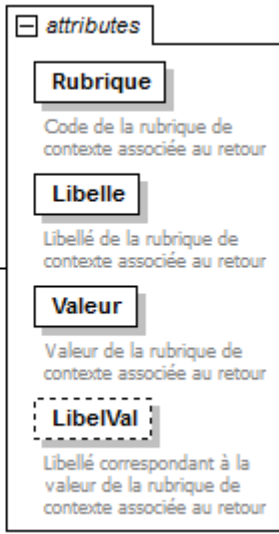 attributes
Rubrique
Code de la rubrique de
contexte associée au retour
Libelle
Libellé de la rubrique de
contexte associée au retour
Valeur
Valeur de la rubrique de
contexte associée au retour
LibelVal
Libellé correspondant à la
valeur de la rubrique de
contexte associée au retour